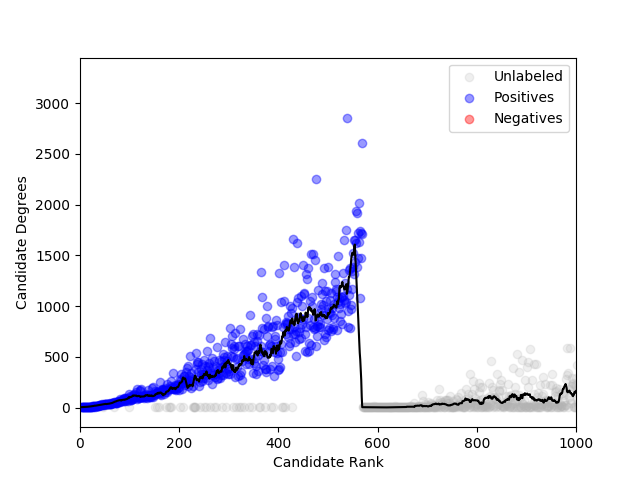 Unlabeled
Positives
Negatives
3000
2500
2000
1500
1000
500
0
Candidate Degrees
0 200 400 600 800 1000
Candidate Rank